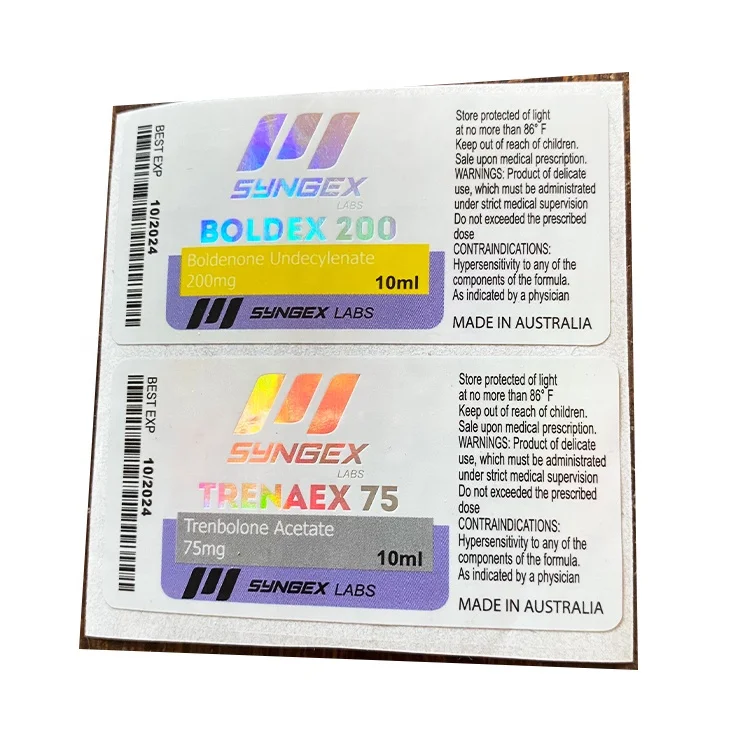 BEST EXP
10/2024
SYNGEX
LABS
BOLDEX 200
Boldenone Undecylenate
200mg
10ml
SYNGEX LABS
Store protected of light
at no more than 86° F
Keep out of reach of children.
Sale upon medical prescription.
WARNINGS: Product of delicate
use, which must be administrated
under strict medical supervision
Do not exceeded the prescribed
dose
CONTRAINDICATIONS:
Hypersensitivity to any of the
components of the formula.
As indicated by a physician
MADE IN AUSTRALIA
BEST EXP
10/2024
SYNGEX
LABS
TRENAEX 75
Trenbolone Acetate
75mg
10ml
SYNGEX LABS
Store protected of light
at no more than 86° F
Keep out of reach of children.
Sale upon medical prescription.
WARNINGS: Product of delicate
use, which must be administrated
under strict medical supervision
Do not exceeded the prescribed
dose
CONTRAINDICATIONS:
Hypersensitivity to any of the
components of the formula.
As indicated by a physician
MADE IN AUSTRALIA